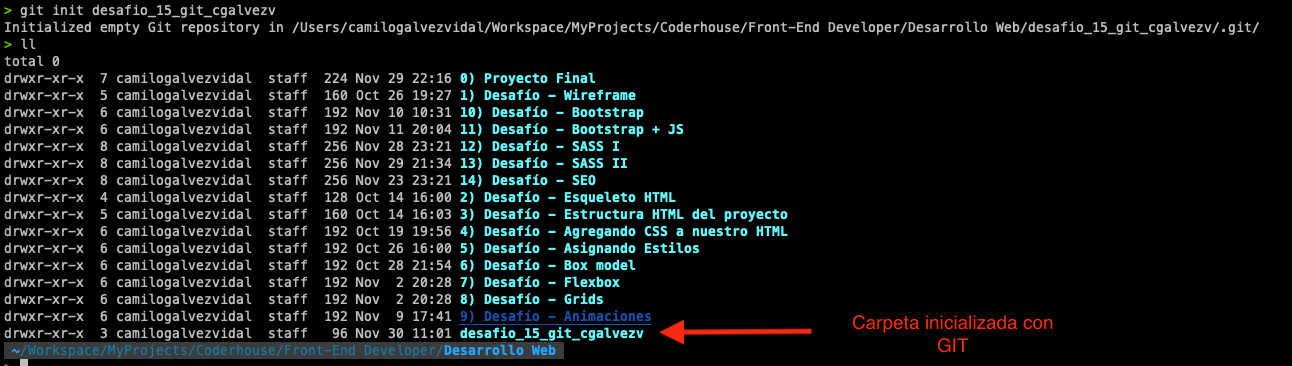 > git init desafio_15_git_cgalvezv
Initialized empty Git repository in /Users/camilogalvezvidal/Workspace/MyProjects/Coderhouse/Front-End Developer/Desarrollo Web/desafio_15_git_cgalvezv/.git/
> ll
total 0
drwxr-xr-x  7 camilogalvezvidal  staff  224 Nov 29 22:16 0) Proyecto Final
drwxr-xr-x  5 camilogalvezvidal  staff  160 Oct 26 19:27 1) Desafío - Wireframe
drwxr-xr-x  6 camilogalvezvidal  staff  192 Nov 10 10:31 10) Desafío - Bootstrap
drwxr-xr-x  6 camilogalvezvidal  staff  192 Nov 11 20:04 11) Desafío - Bootstrap + JS
drwxr-xr-x  8 camilogalvezvidal  staff  256 Nov 28 23:21 12) Desafío - SASS I
drwxr-xr-x  8 camilogalvezvidal  staff  256 Nov 29 21:34 13) Desafío - SASS II
drwxr-xr-x  8 camilogalvezvidal  staff  256 Nov 23 23:21 14) Desafío - SEO
drwxr-xr-x  4 camilogalvezvidal  staff  128 Oct 14 16:00 2) Desafío - Esqueleto HTML
drwxr-xr-x  5 camilogalvezvidal  staff  160 Oct 14 16:03 3) Desafío - Estructura HTML del proyecto
drwxr-xr-x  6 camilogalvezvidal  staff  192 Oct 19 19:56 4) Desafío - Agregando CSS a nuestro HTML
drwxr-xr-x  6 camilogalvezvidal  staff  192 Oct 26 16:00 5) Desafío - Asignando Estilos
drwxr-xr-x  6 camilogalvezvidal  staff  192 Oct 28 21:54 6) Desafío - Box model
drwxr-xr-x  6 camilogalvezvidal  staff  192 Nov  2 20:28 7) Desafío - Flexbox
drwxr-xr-x  6 camilogalvezvidal  staff  192 Nov  2 20:28 8) Desafío - Grids
drwxr-xr-x  6 camilogalvezvidal  staff  192 Nov  9 17:41 9) Desafío - Animaciones
drwxr-xr-x  3 camilogalvezvidal  staff   96 Nov 30 11:01 desafio_15_git_cgalvezv
Carpeta inicializada con
GIT
~/Workspace/MyProjects/Coderhouse/Front-End Developer/Desarrollo Web
>